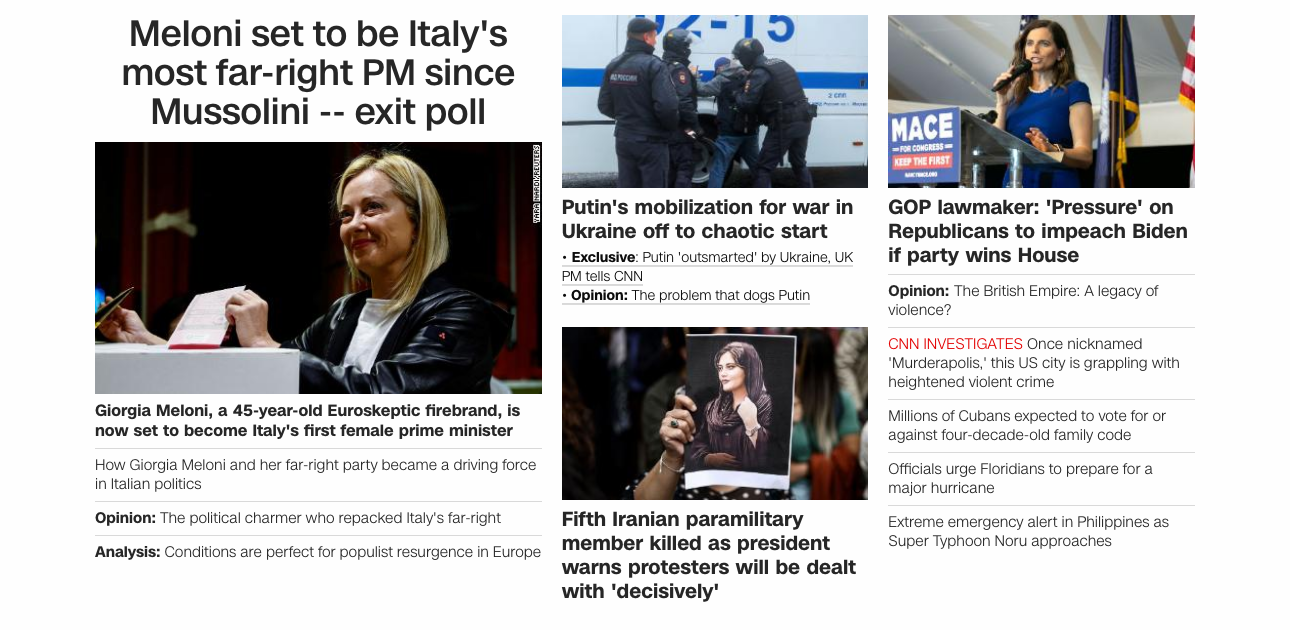 Meloni set to be Italy's
most far-right PM since
Mussolini -- exit poll
YARA NARDI/REUTERS
Giorgia Meloni, a 45-year-old Euroskeptic firebrand, is
now set to become Italy's first female prime minister
How Giorgia Meloni and her far-right party became a driving force
in Italian politics
Opinion: The political charmer who repacked Italy's far-right
Analysis: Conditions are perfect for populist resurgence in Europe
02-15
2 СПП
Putin's mobilization for war in
Ukraine off to chaotic start
• Exclusive: Putin 'outsmarted' by Ukraine, UK
PM tells CNN
• Opinion: The problem that dogs Putin
Fifth Iranian paramilitary
member killed as president
warns protesters will be dealt
with 'decisively'
MACE
FOR CONGRESS
KEEP THE FIRST
NANCYMACE.ORG
GOP lawmaker: 'Pressure' on
Republicans to impeach Biden
if party wins House
Opinion: The British Empire: A legacy of
violence?
CNN INVESTIGATES Once nicknamed
'Murderapolis,' this US city is grappling with
heightened violent crime
Millions of Cubans expected to vote for or
against four-decade-old family code
Officials urge Floridians to prepare for a
major hurricane
Extreme emergency alert in Philippines as
Super Typhoon Noru approaches